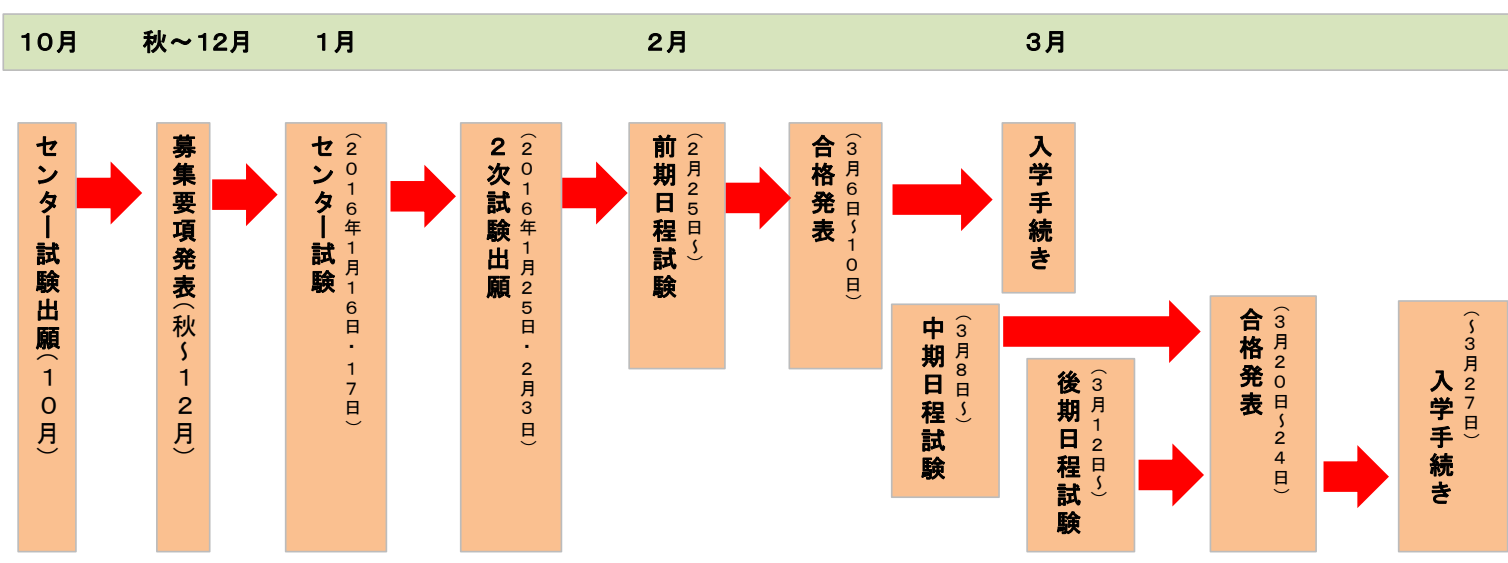 10月
秋～12月
1月
2月
3月
センター試験出願（10月）
募集要項発表（秋～12月）
センター試験
（2016年1月16日・17日）
2次試験出願
（2016年1月25日・2月3日）
前期日程試験
（2月25日～）
合格発表
（3月6日～10日）
入学手続き
中期日程試験
（3月8日～）
後期日程試験
（3月12日～）
合格発表
（3月20日～24日）
入学手続き
（～3月27日）